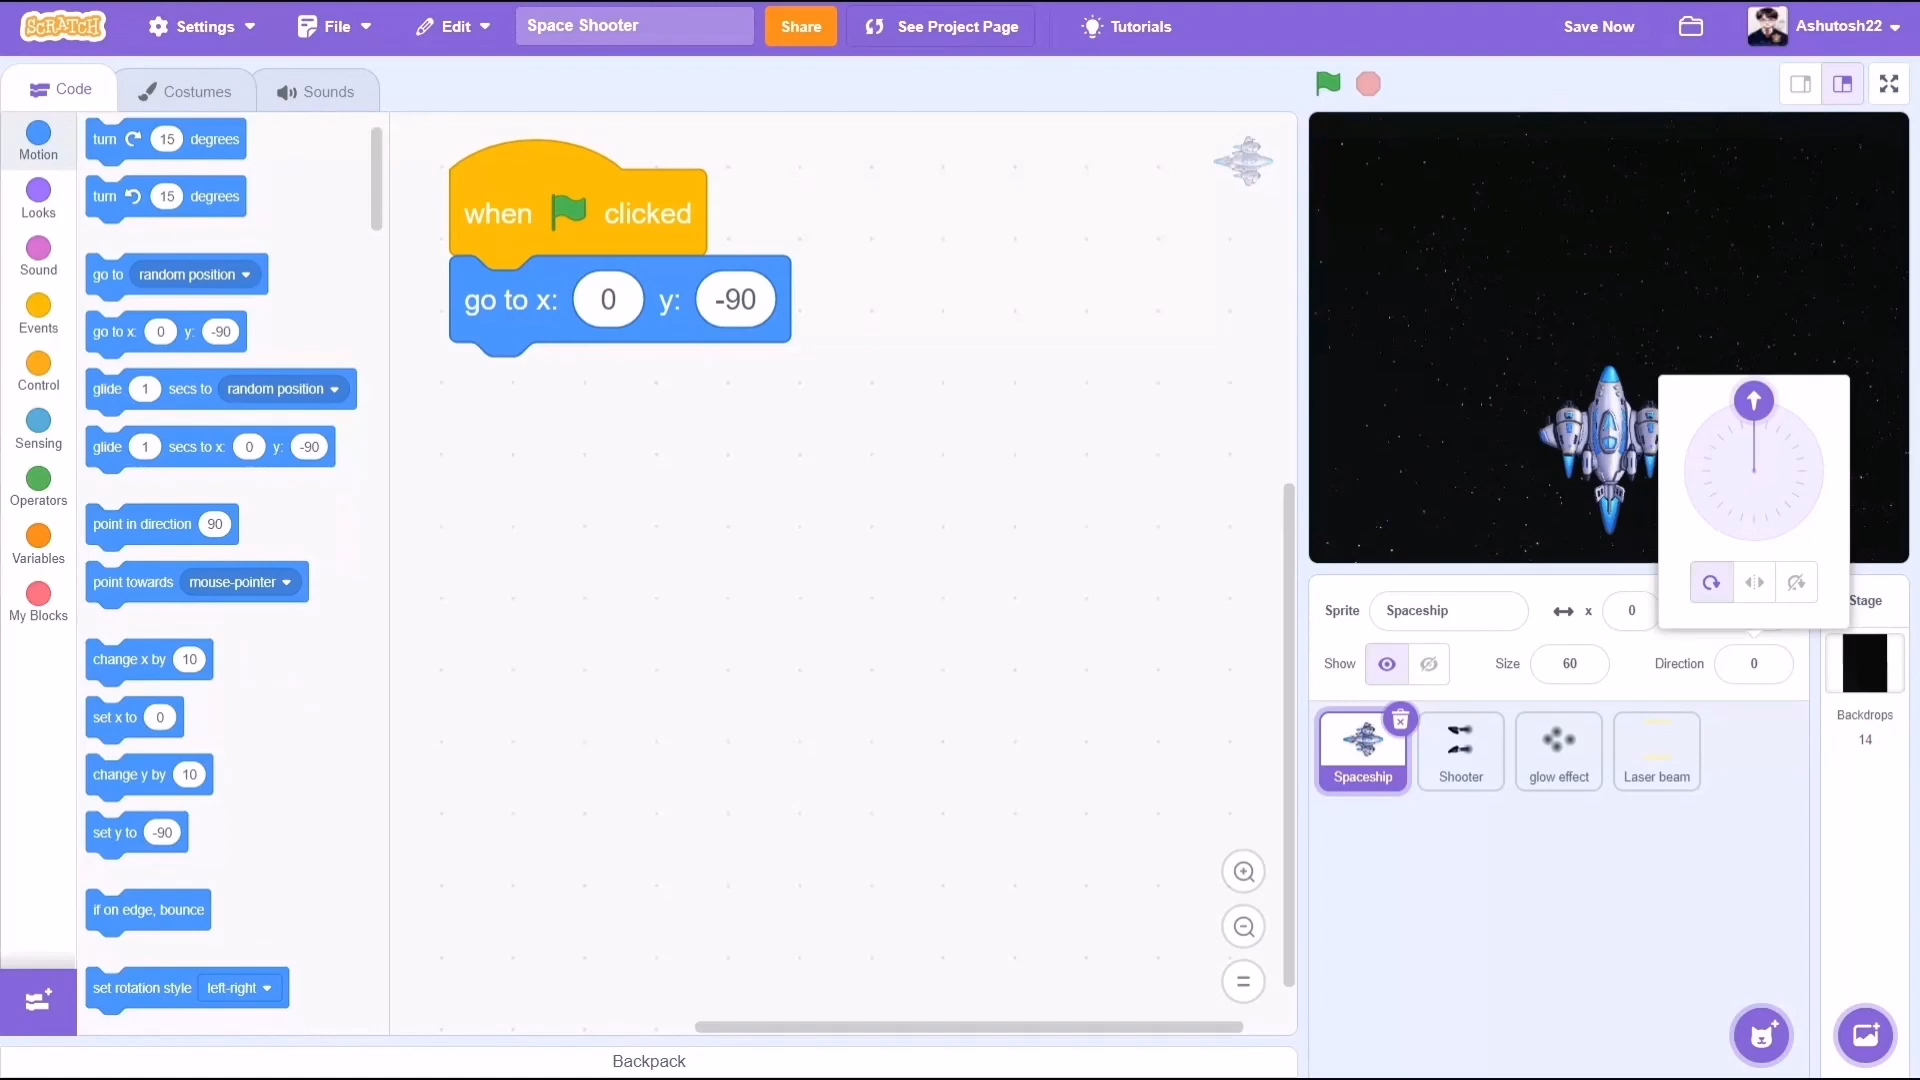 SCRATCH Settings File Edit Space Shooter Share See Project Page Tutorials Save Now Ashutosh22
Code Costumes Sounds
Motion
Looks
Sound
Events
Control
Sensing
Operators
Variables
My Blocks
turn 15 degrees
turn 15 degrees
go to random position
go to x: 0 y: -90
glide 1 secs to random position
glide 1 secs to x: 0 y: -90
point in direction 90
point towards mouse-pointer
change x by 10
set x to 0
change y by 10
set y to -90
if on edge, bounce
set rotation style left-right
when clicked
go to x: 0 y: -90
Backpack
Sprite Spaceship x 0
Show Size 60 Direction 0
Spaceship Shooter glow effect Laser beam
Stage
Backdrops
14